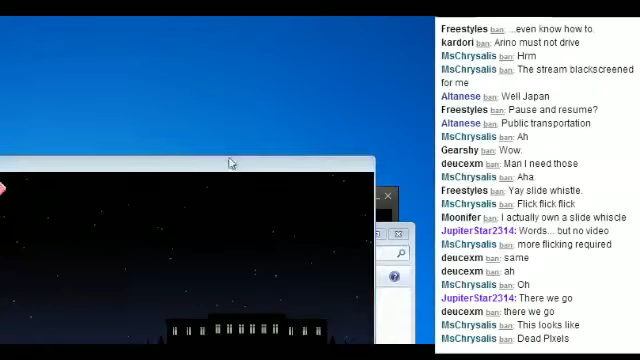 Freestyles ban: ...even know how to.
kardori ban: Arino must not drive
MsChrysalis ban: Hrm
MsChrysalis ban: The stream blackscreened
for me
Altanese ban: Well Japan
Freestyles ban: Pause and resume?
Altanese ban: Public transportation
MsChrysalis ban: Ah
Gearshy ban: Wow.
deucexm ban: Man I need those
MsChrysalis ban: Aha.
Freestyles ban: Yay slide whistle.
MsChrysalis ban: Flick flick flick
Moonifer ban: I actually own a slide whiscle
JupiterStar2314: Words... but no video
MsChrysalis ban: more flicking required
deucexm ban: same
deucexm ban: ah
MsChrysalis ban: Oh
JupiterStar2314: There we go
deucexm ban: there we go
MsChrysalis ban: This looks like
MsChrysalis ban: Dead PIxels